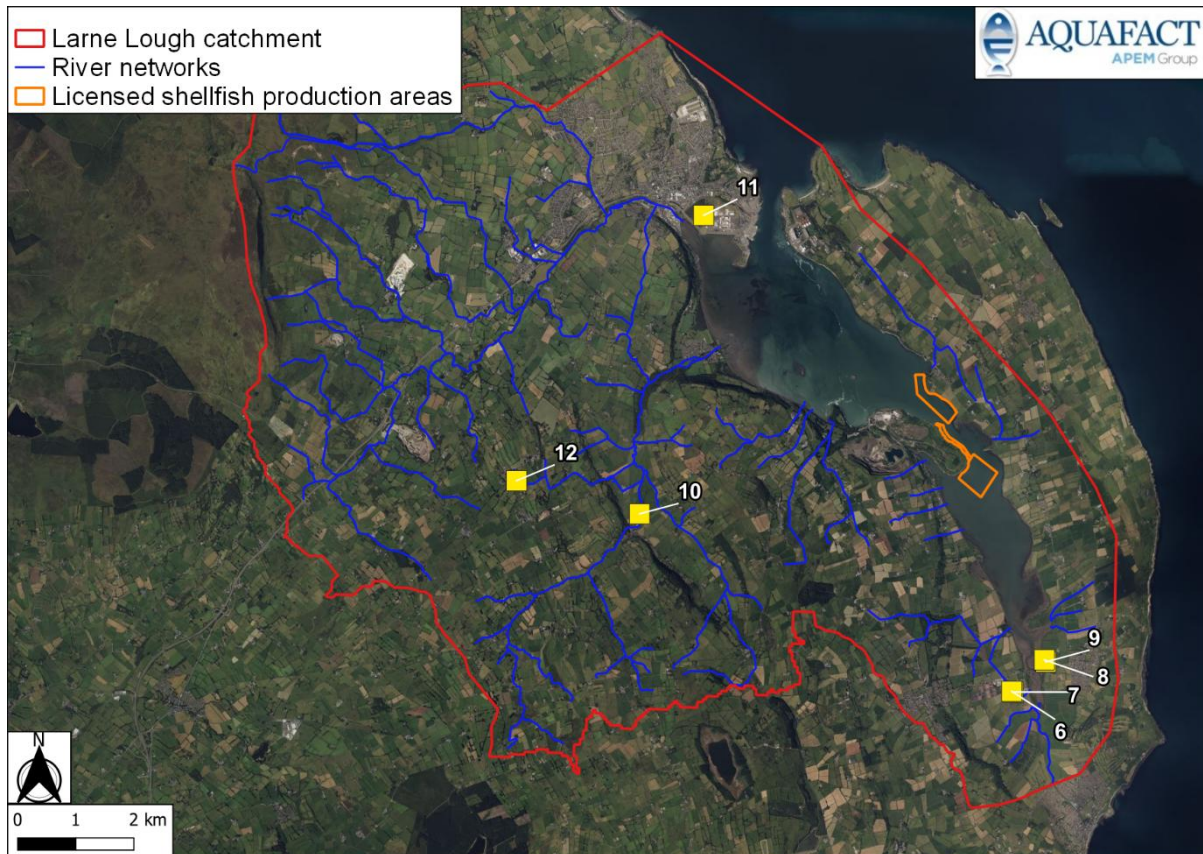 Larne Lough catchment
River networks
Licensed shellfish production areas
AQUAFACT
APEM Group
11
12
10
9
8
7
6
N
0 1 2 km